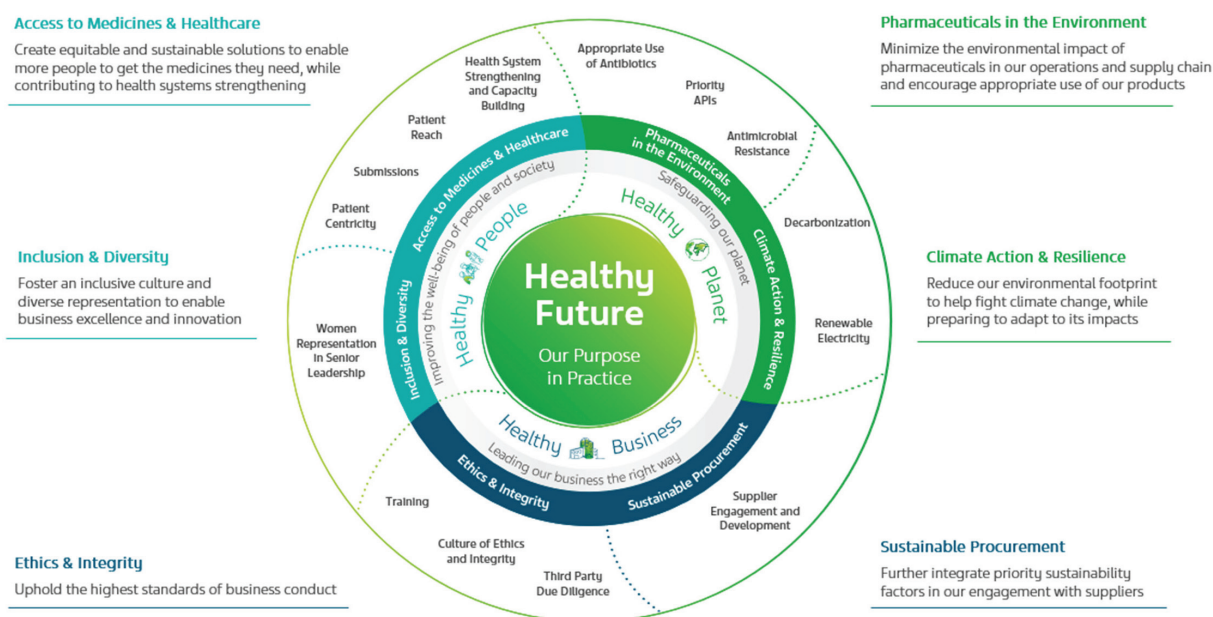 Access to Medicines & Healthcare
Create equitable and sustainable solutions to enable
more people to get the medicines they need, while
contributing to health systems strengthening
Inclusion & Diversity
Foster an inclusive culture and
diverse representation to enable
business excellence and innovation
Ethics & Integrity
Uphold the highest standards of business conduct
Health System
Strengthening
and Capacity
Building
Patient
Reach
Submissions
Patient
Centricity
Women
Representation
in Senior
Leadership
Training
Culture of Ethics
and Integrity
Third Party
Due Diligence
Appropriate Use
of Antibiotics
Priority
APIs
Antimicrobial
Resistance
Decarbonization
Renewable
Electricity
Supplier
Engagement and
Development
Access to Medicines & Healthcare
Inclusion & Diversity
Pharmaceuticals
in the Environment
Climate Action & Resilience
Ethics & Integrity
Sustainable Procurement
Improving the well-being of people and society
Safeguarding our planet
Leading our business the right way
Healthy People
Healthy Planet
Healthy Business
Healthy
Future
Our Purpose
in Practice
Pharmaceuticals in the Environment
Minimize the environmental impact of
pharmaceuticals in our operations and supply chain
and encourage appropriate use of our products
Climate Action & Resilience
Reduce our environmental footprint
to help fight climate change, while
preparing to adapt to its impacts
Sustainable Procurement
Further integrate priority sustainability
factors in our engagement with suppliers